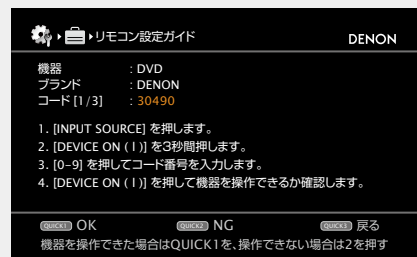 リモコン設定ガイド
DENON
機器 : DVD
ブランド : DENON
コード [1/3] : 30490
1. [INPUT SOURCE] を押します。
2. [DEVICE ON ( I )] を3秒間押します。
3. [0–9] を押してコード番号を入力します。
4. [DEVICE ON ( I )] を押して機器を操作できるか確認します。
QUICK1 OK QUICK2 NG QUICK3 戻る
機器を操作できた場合はQUICK1を、操作できない場合は2を押す